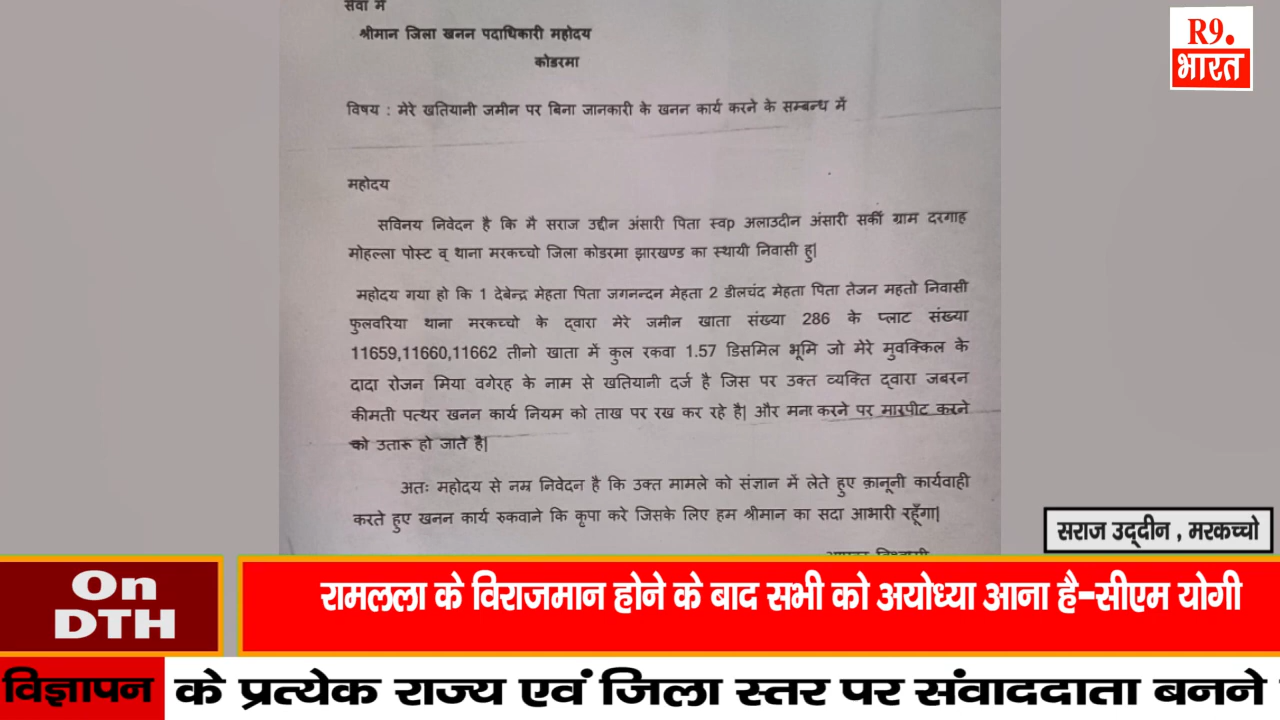 सेवा में
श्रीमान जिला खनन पदाधिकारी महोदय
कोडरमा
R9.
भारत
विषय : मेरे खतियानी जमीन पर बिना जानकारी के खनन कार्य करने के सम्बन्ध में
महोदय
सविनय निवेदन है कि मै सराज उद्दीन अंसारी पिता स्वp अलाउदीन अंसारी सर्की ग्राम दरगाह
मोहल्ला पोस्ट व् थाना मरकच्चो जिला कोडरमा झारखण्ड का स्थायी निवासी हु|
महोदय गया हो कि 1 देबेन्द्र मेहता पिता जगनन्दन मेहता 2 डीलचंद मेहता पिता तेजन महतो निवासी
फुलवरिया थाना मरकच्चो के द्वारा मेरे जमीन खाता संख्या 286 के प्लाट संख्या
11659,11660,11662 तीनो खाता में कुल रकवा 1.57 डिसमिल भूमि जो मेरे मुवक्किल के
दादा रोजन मिया वगेरह के नाम से खतियानी दर्ज है जिस पर उक्त व्यक्ति द्वारा जबरन
कीमती पत्थर खनन कार्य नियम को ताख पर रख कर रहे है| और मना करने पर मारपीट करने
को उतारू हो जाते है|
अतः महोदय से नम्र निवेदन है कि उक्त मामले को संज्ञान में लेते हुए क़ानूनी कार्यवाही
करते हुए खनन कार्य रुकवाने कि कृपा करे जिसके लिए हम श्रीमान का सदा आभारी रहूँगा|
सराज उद्दीन , मरकच्चो
On
DTH
रामलला के विराजमान होने के बाद सभी को अयोध्या आना है-सीएम योगी
विज्ञापन
के प्रत्येक राज्य एवं जिला स्तर पर संवाददाता बनने